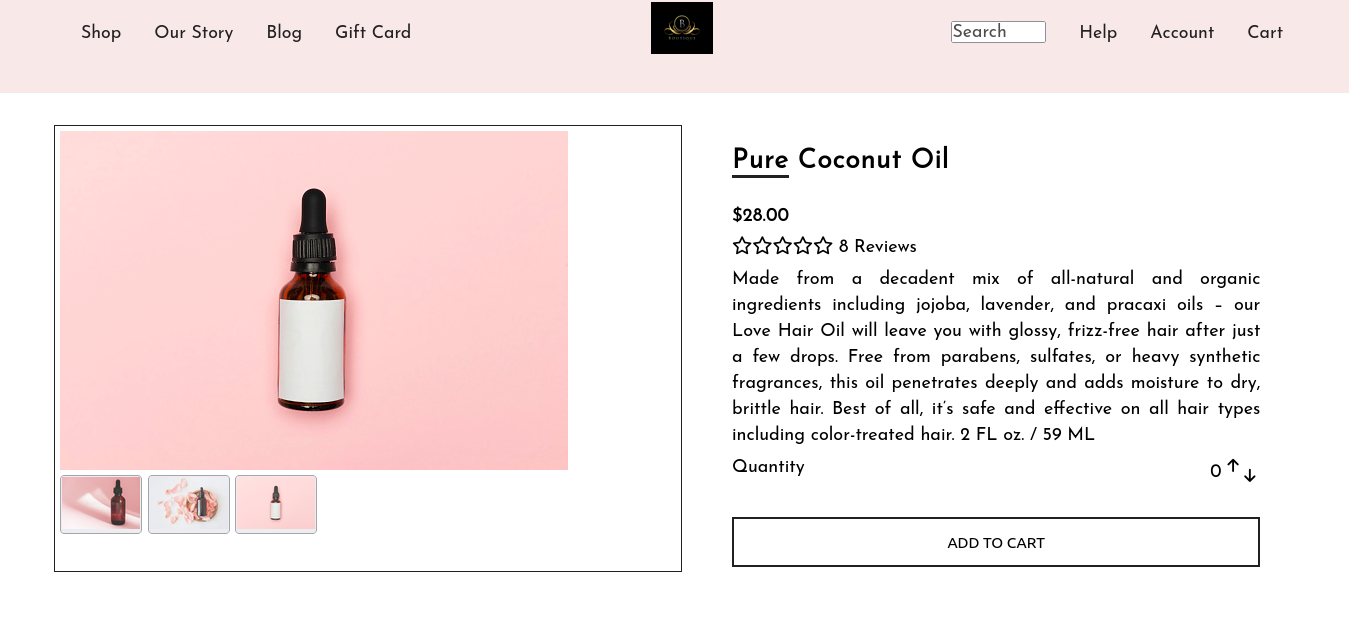 Shop Our Story Blog Gift Card
B
BOUTIQUE
Search Help Account Cart
Pure Coconut Oil
$28.00
8 Reviews
Made from a decadent mix of all-natural and organic
ingredients including jojoba, lavender, and pracaxi oils – our
Love Hair Oil will leave you with glossy, frizz-free hair after just
a few drops. Free from parabens, sulfates, or heavy synthetic
fragrances, this oil penetrates deeply and adds moisture to dry,
brittle hair. Best of all, it’s safe and effective on all hair types
including color-treated hair. 2 FL oz. / 59 ML
Quantity 0
ADD TO CART